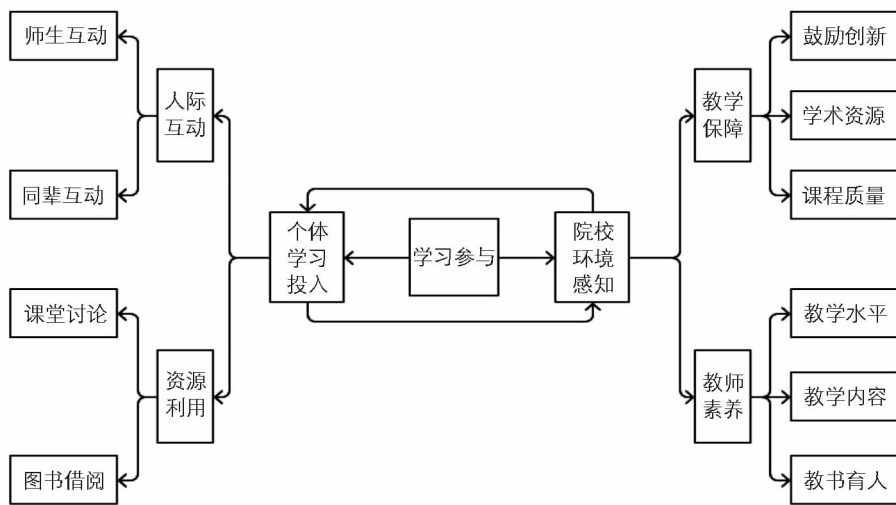 师生互动
人际
互动
同辈互动
课堂讨论
资源
利用
图书借阅
个体
学习
投入
学习参与
院校
环境
感知
教学
保障
鼓励创新
学术资源
课程质量
教师
素养
教学水平
教学内容
教书育人